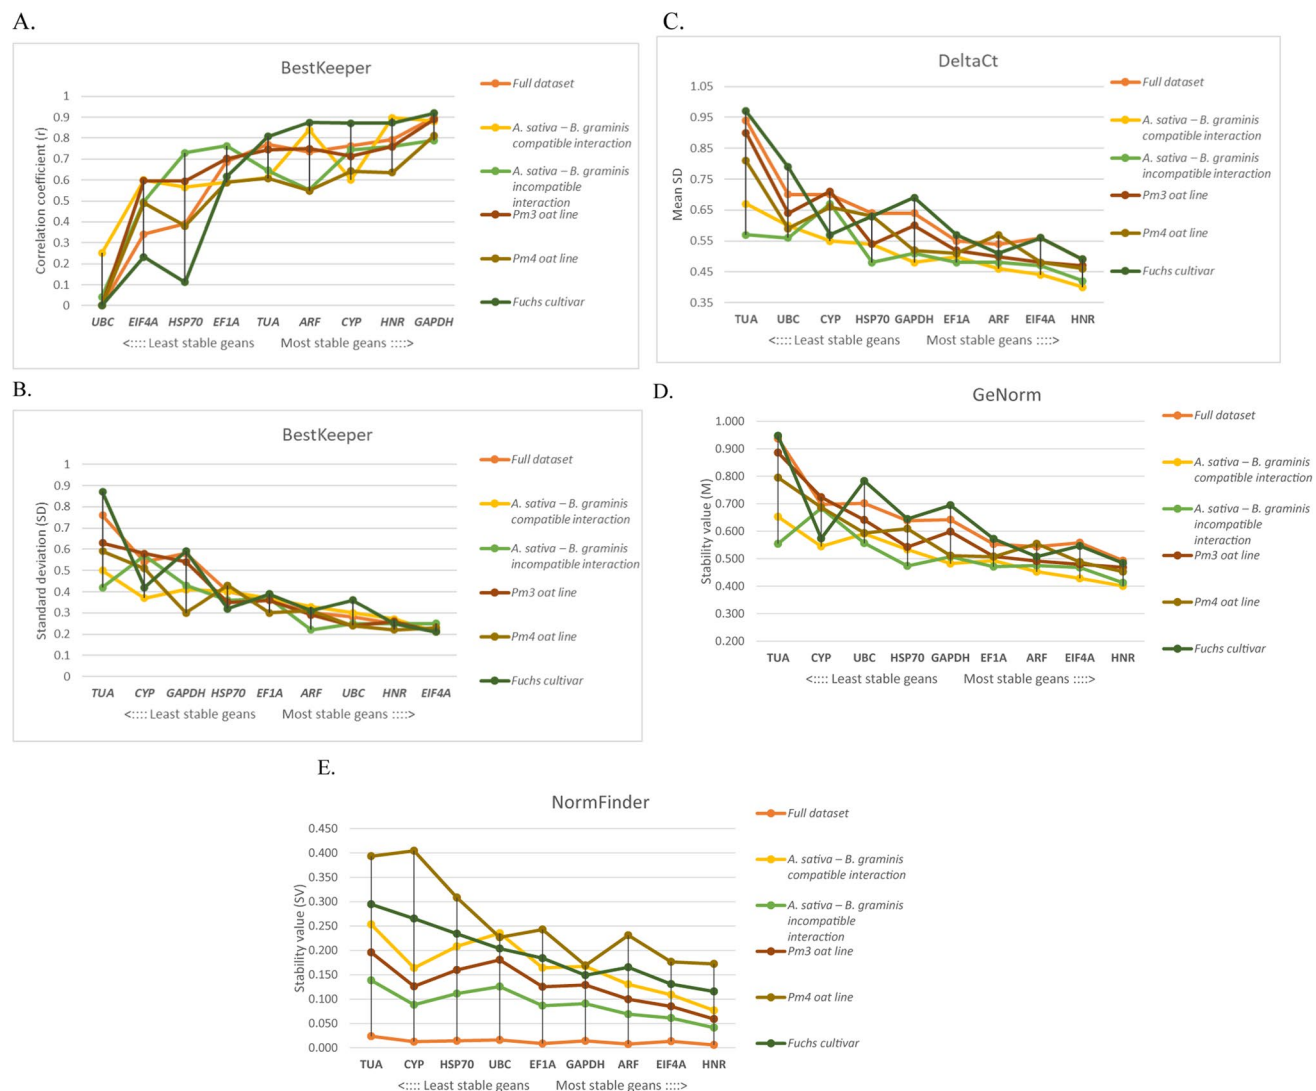 A.
BestKeeper
Correlation coefficient (r)
1
0.9
0.8
0.7
0.6
0.5
0.4
0.3
0.2
0.1
0
UBC EIF4A HSP70 EF1A TUA ARF CYP HNR GAPDH
<:::: Least stable geans Most stable geans ::::>
Full dataset
A. sativa – B. graminis
compatible interaction
A. sativa – B. graminis
incompatible
interaction
Pm3 oat line
Pm4 oat line
Fuchs cultivar
C.
DeltaCt
Mean SD
1.05
0.95
0.85
0.75
0.65
0.55
0.45
0.35
TUA UBC CYP HSP70 GAPDH EF1A ARF EIF4A HNR
<:::: Least stable geans Most stable geans ::::>
Full dataset
A. sativa – B. graminis
compatible interaction
A. sativa – B. graminis
incompatible interaction
Pm3 oat line
Pm4 oat line
Fuchs cultivar
B.
BestKeeper
Standard deviation (SD)
1
0.9
0.8
0.7
0.6
0.5
0.4
0.3
0.2
0.1
0
TUA CYP GAPDH HSP70 EF1A ARF UBC HNR EIF4A
<:::: Least stable geans Most stable geans ::::>
Full dataset
A. sativa – B. graminis
compatible interaction
A. sativa – B. graminis
incompatible interaction
Pm3 oat line
Pm4 oat line
Fuchs cultivar
D.
GeNorm
Stability value (M)
1.000
0.900
0.800
0.700
0.600
0.500
0.400
0.300
0.200
TUA CYP UBC HSP70 GAPDH EF1A ARF EIF4A HNR
<:::: Least stable geans Most stable geans ::::>
Full dataset
A. sativa – B. graminis
compatible interaction
A. sativa – B. graminis
incompatible
interaction
Pm3 oat line
Pm4 oat line
Fuchs cultivar
E.
NormFinder
Stability value (SV)
0.450
0.400
0.350
0.300
0.250
0.200
0.150
0.100
0.050
0.000
TUA CYP HSP70 UBC EF1A GAPDH ARF EIF4A HNR
<:::: Least stable geans Most stable geans ::::>
Full dataset
A. sativa – B. graminis
compatible interaction
A. sativa – B. graminis
incompatible
interaction
Pm3 oat line
Pm4 oat line
Fuchs cultivar